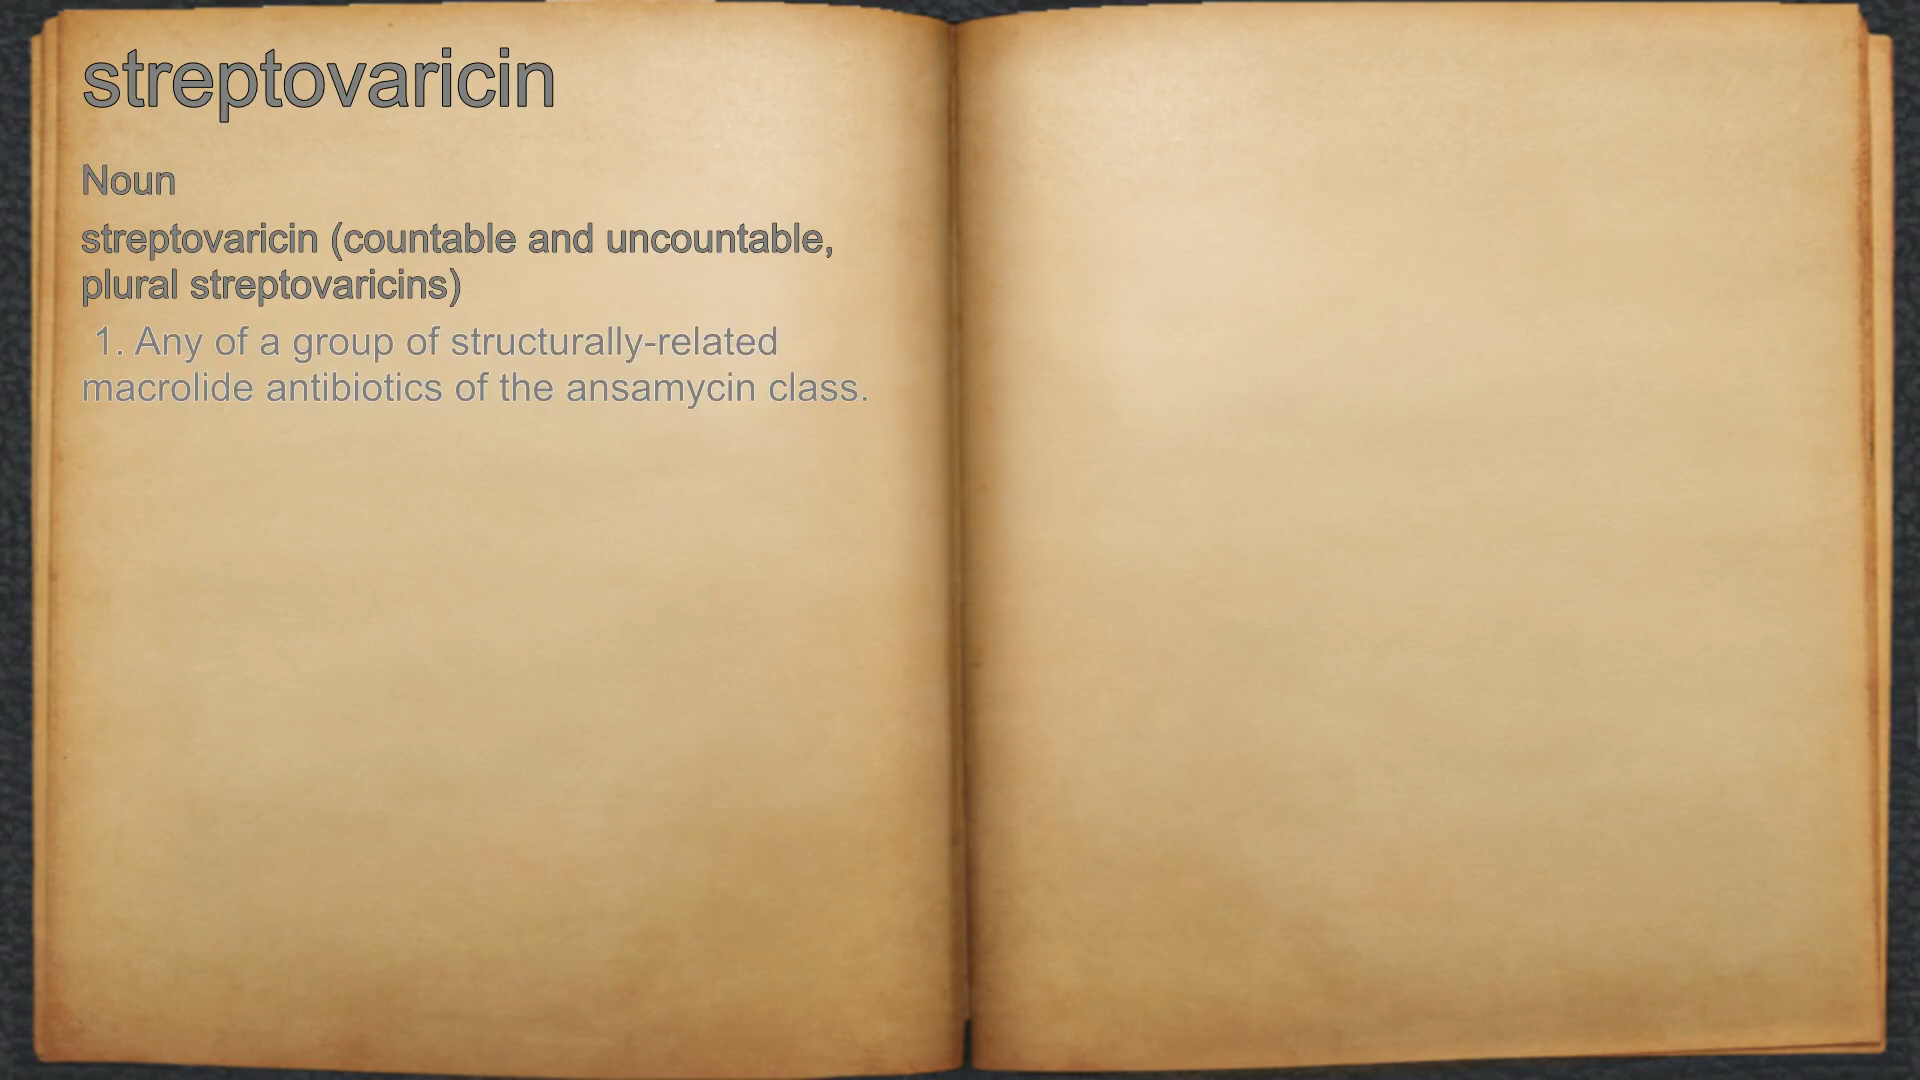 streptovaricin
Noun
streptovaricin (countable and uncountable,
plural streptovaricins)
1. Any of a group of structurally-related
macrolide antibiotics of the ansamycin class.